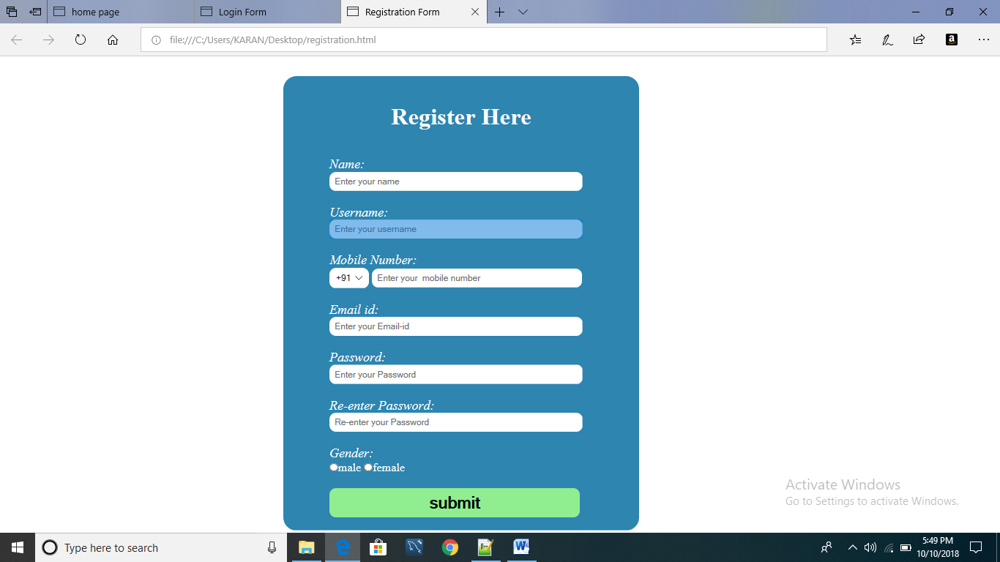 home page
Login Form
Registration Form
file:///C:/Users/KARAN/Desktop/registration.html
Register Here
Name:
Enter your name
Username:
Enter your username
Mobile Number:
+91 Enter your  mobile number
Email id:
Enter your Email-id
Password:
Enter your Password
Re-enter Password:
Re-enter your Password
Gender:
male female
submit
Activate Windows
Go to Settings to activate Windows.
Type here to search
5:49 PM
10/10/2018